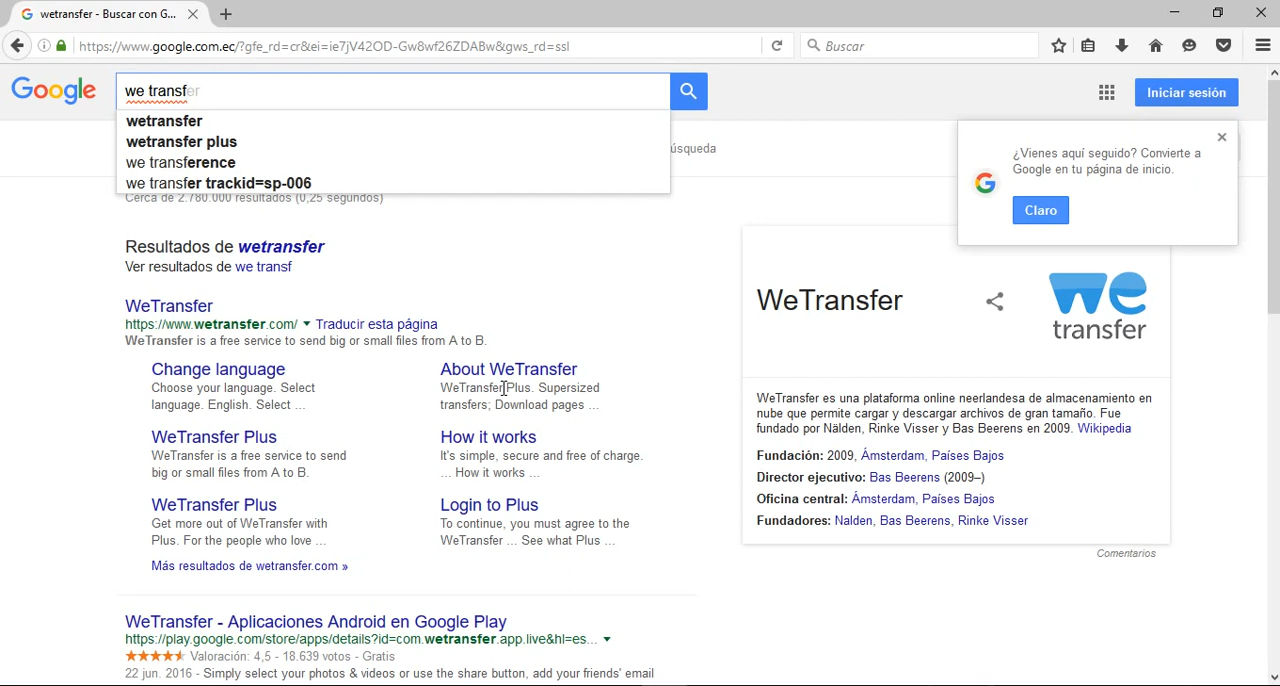 wetransfer - Buscar con G...
https://www.google.com.ec/?gfe_rd=cr&ei=ie7jV42OD-Gw8wf26ZDABw&gws_rd=ssl
Buscar
Google
we transfer
Iniciar sesión
wetransfer
wetransfer plus
we transference
we transfer trackid=sp-006
úsqueda
¿Vienes aquí seguido? Convierte a
Google en tu página de inicio.
Claro
Cerca de 2.780.000 resultados (0,25 segundos)
Resultados de wetransfer
Ver resultados de we transf
WeTransfer
https://www.wetransfer.com/ Traducir esta página
WeTransfer is a free service to send big or small files from A to B.
Change language
Choose your language. Select
language. English. Select ...
About WeTransfer
WeTransfer Plus. Supersized
transfers; Download pages ...
WeTransfer Plus
WeTransfer is a free service to send
big or small files from A to B.
How it works
It's simple, secure and free of charge.
... How it works ...
WeTransfer Plus
Get more out of WeTransfer with
Plus. For the people who love ...
Login to Plus
To continue, you must agree to the
WeTransfer ... See what Plus ...
Más resultados de wetransfer.com »
WeTransfer - Aplicaciones Android en Google Play
https://play.google.com/store/apps/details?id=com.wetransfer.app.live&hl=es...
Valoración: 4,5 - 18.639 votos - Gratis
22 jun. 2016 - Simply select your photos & videos or use the share button, add your friends' email
WeTransfer
we
transfer
WeTransfer es una plataforma online neerlandesa de almacenamiento en
nube que permite cargar y descargar archivos de gran tamaño. Fue
fundado por Nälden, Rinke Visser y Bas Beerens en 2009. Wikipedia
Fundación: 2009, Ámsterdam, Países Bajos
Director ejecutivo: Bas Beerens (2009–)
Oficina central: Ámsterdam, Países Bajos
Fundadores: Nalden, Bas Beerens, Rinke Visser
Comentarios